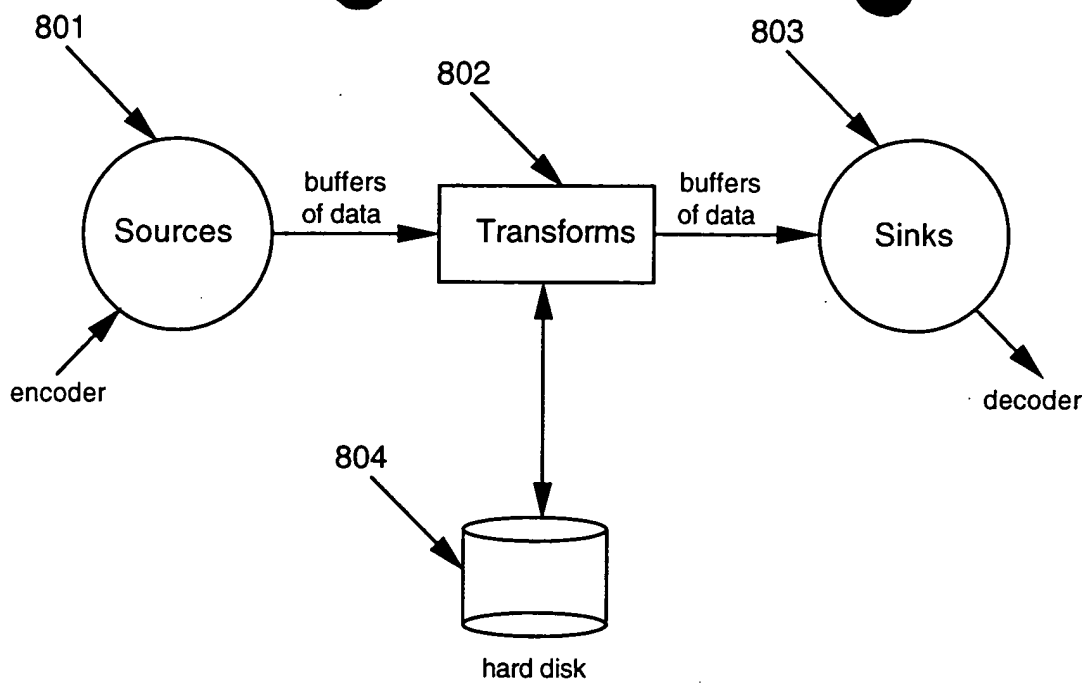 801
802
803
buffers
of data
buffers
of data
Sources
Transforms
Sinks
encoder
decoder
804
hard disk